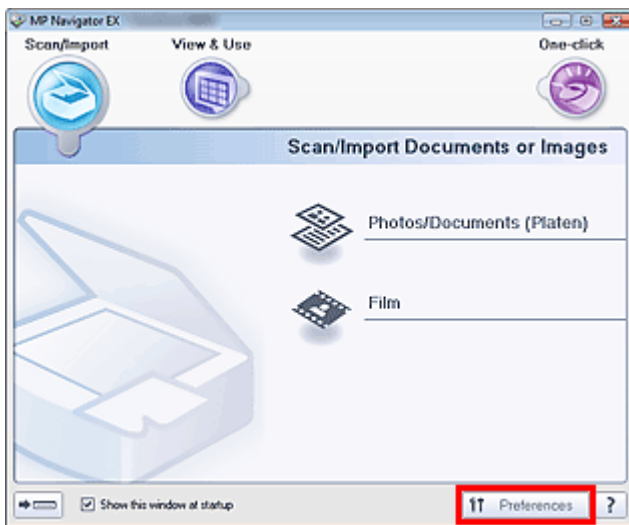 MP Navigator EX
Scan/Import View & Use One-click
Scan/Import Documents or Images
Photos/Documents (Platen)
Film
Show this window at startup Preferences ?